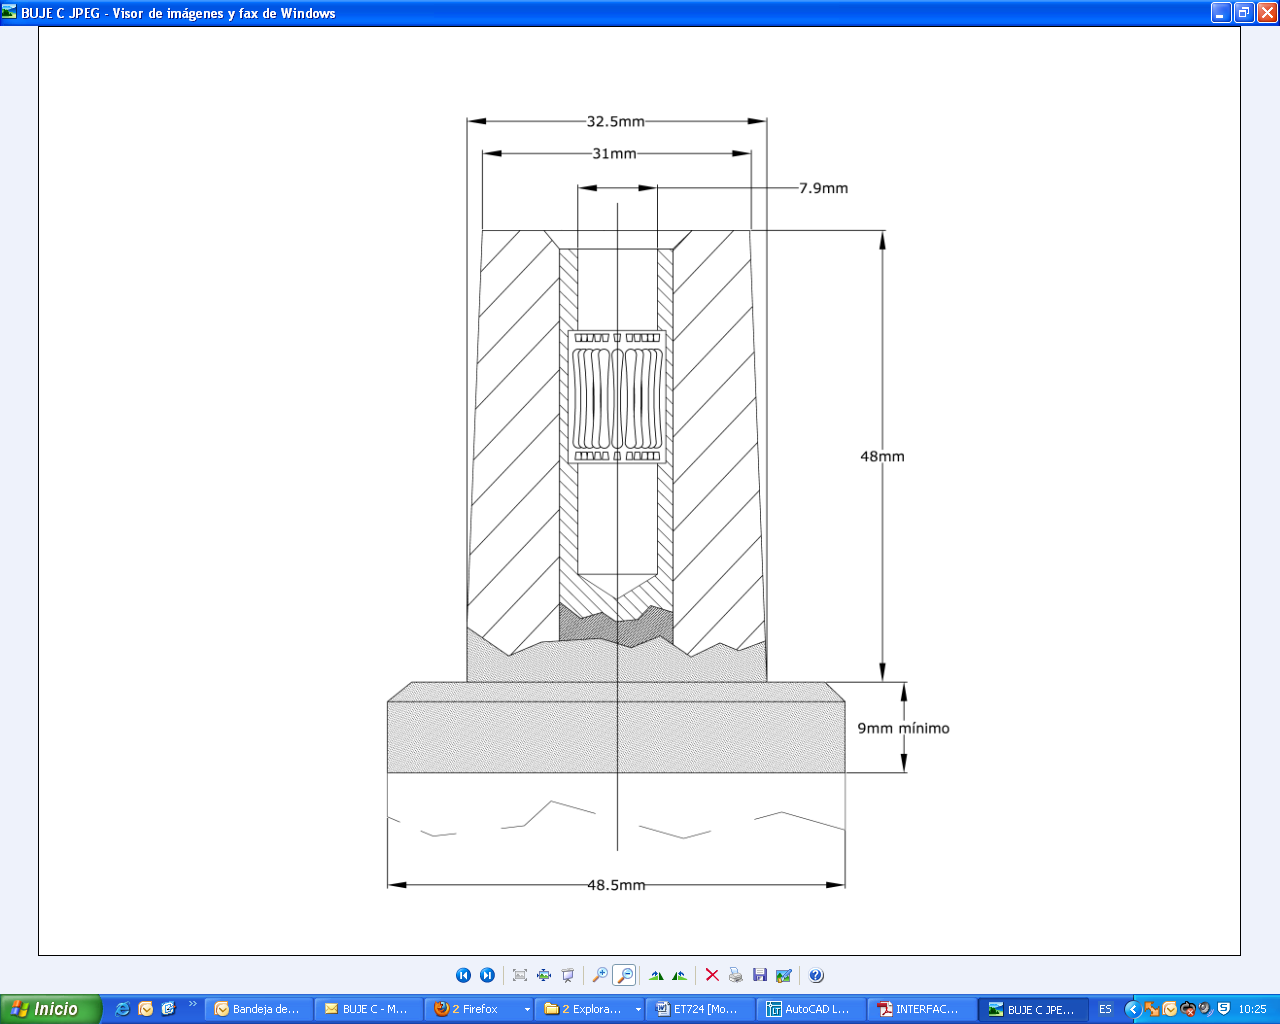 BUJE C JPEG - Visor de imágenes y fax de Windows
32.5mm
31mm
7.9mm
48mm
9mm mínimo
48.5mm
Inicio
Bandeja de...
BUJE C - M...
2 Firefox
2 Explora...
ET724 [Mo...
AutoCAD L...
INTERFAC...
BUJE C JPE...
ES
10:25